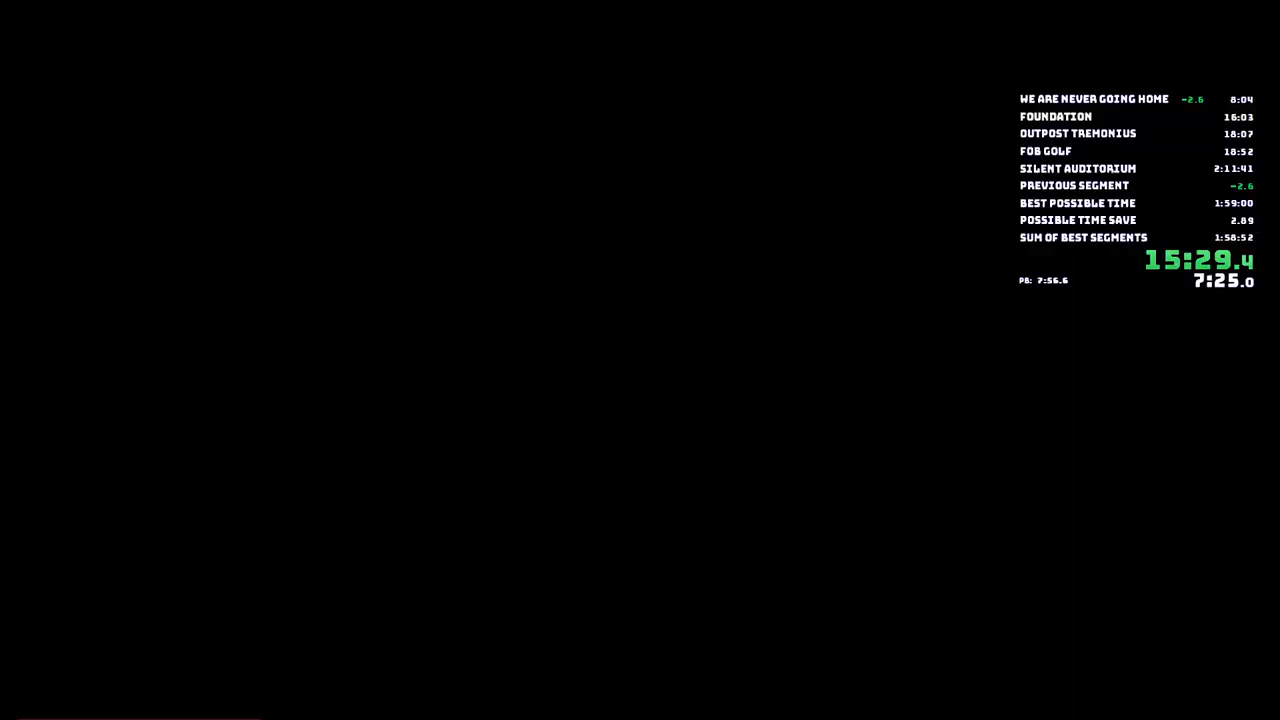 WE ARE NEVER GOING HOME -2.6 8:04
FOUNDATION 16:03
OUTPOST TREMONIUS 18:07
FOB GOLF 18:52
SILENT AUDITORIUM 2:11:41
PREVIOUS SEGMENT -2.6
BEST POSSIBLE TIME 1:59:00
POSSIBLE TIME SAVE 2.89
SUM OF BEST SEGMENTS 1:58:52
15:29.4
PB: 7:56.6 7:25.0